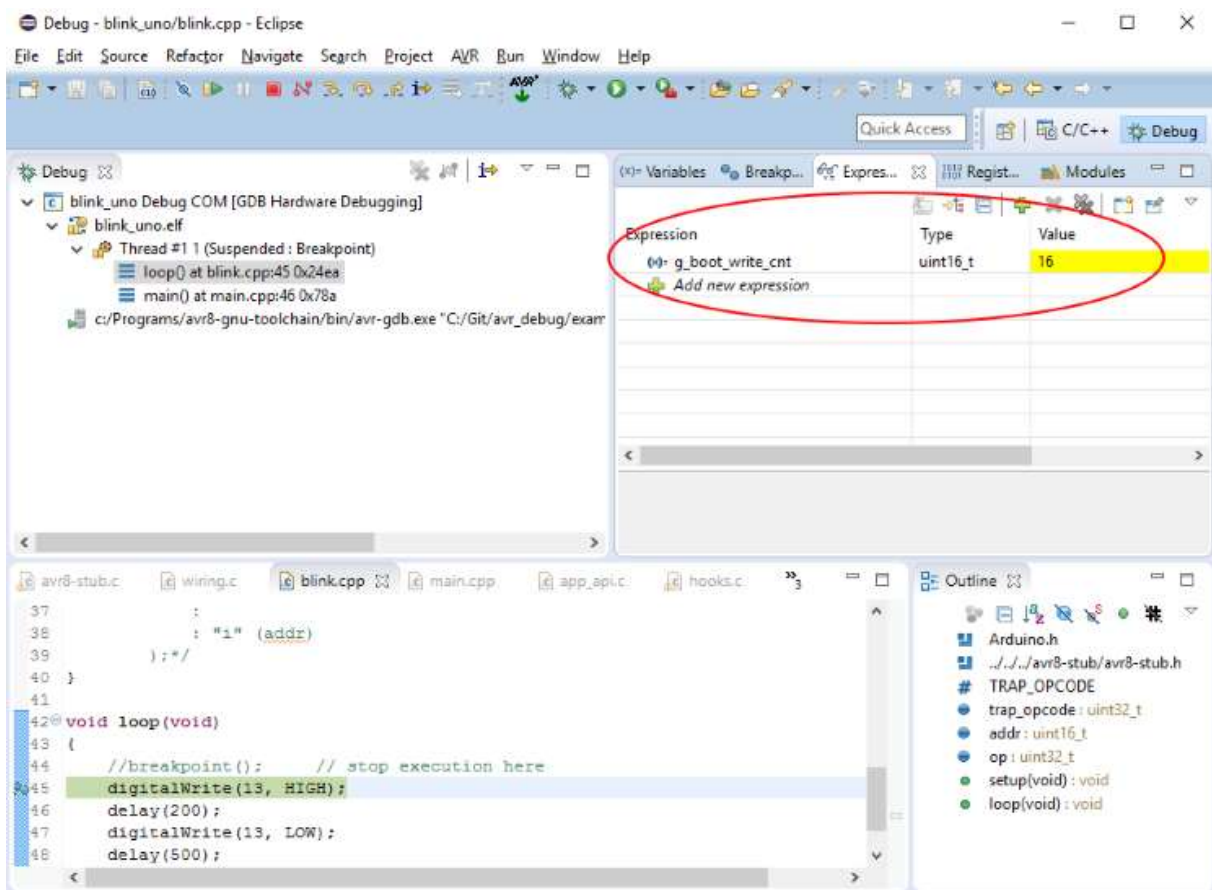 Debug - blink_uno/blink.cpp - Eclipse
File Edit Source Refactor Navigate Search Project AVR Run Window Help
AVR
Quick Access C/C++ Debug
Debug
blink_uno Debug COM [GDB Hardware Debugging]
blink_uno.elf
Thread #1 1 (Suspended : Breakpoint)
loop() at blink.cpp:45 0x24ea
main() at main.cpp:46 0x78a
c:/Programs/avr8-gnu-toolchain/bin/avr-gdb.exe "C:/Git/avr_debug/exam
(x)= Variables Breakp... Expres... Regist... Modules
Expression Type Value
(x)= g_boot_write_cnt uint16_t 16
Add new expression
avr8-stub.c wiring.c blink.cpp main.cpp app_api.c hooks.c »3
37 :
38 : "i" (addr)
39 );*/
40 }
41
42 void loop(void)
43 {
44 //breakpoint(); // stop execution here
45 digitalWrite(13, HIGH);
46 delay(200);
47 digitalWrite(13, LOW);
48 delay(500);
Outline
Arduino.h
../../../avr8-stub/avr8-stub.h
# TRAP_OPCODE
trap_opcode : uint32_t
addr : uint16_t
op : uint32_t
setup(void) : void
loop(void) : void